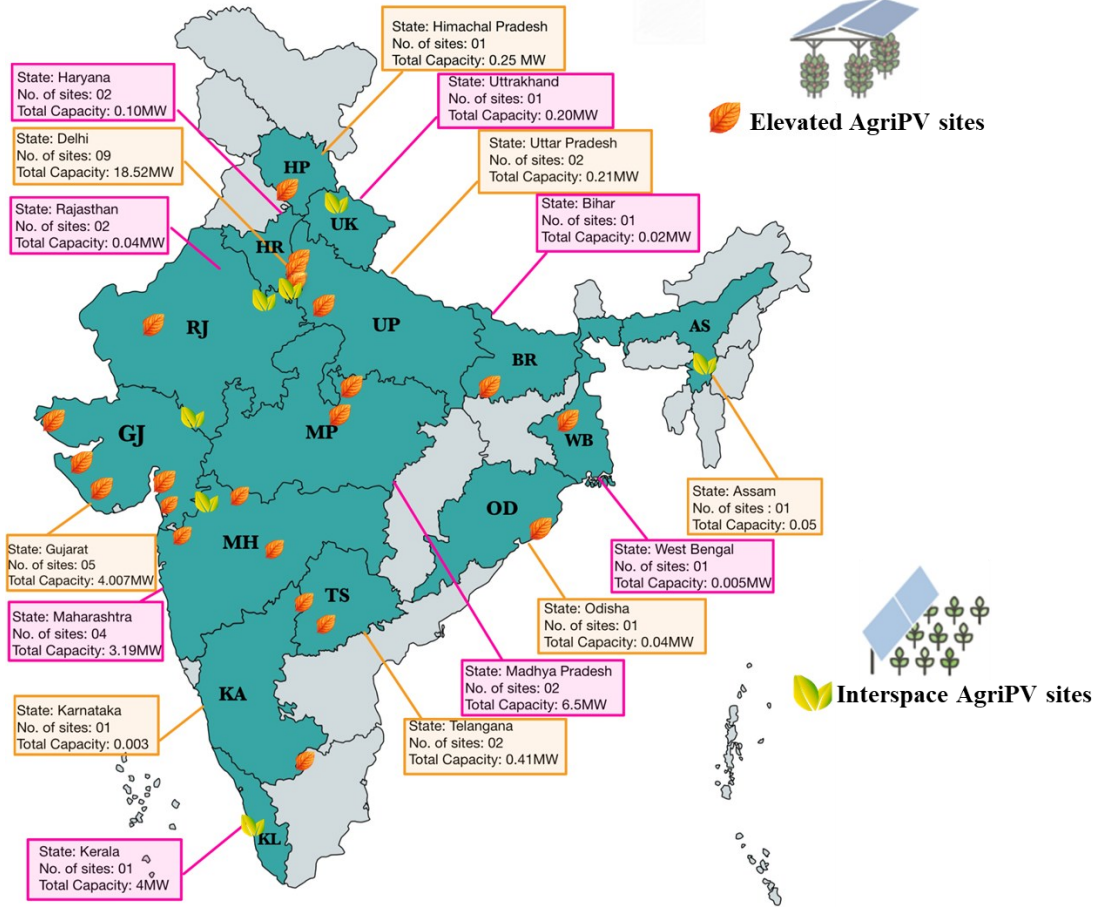 State: Himachal Pradesh
No. of sites: 01
Total Capacity: 0.25 MW
State: Haryana
No. of sites: 02
Total Capacity: 0.10MW
State: Uttrakhand
No. of sites: 01
Total Capacity: 0.20MW
Elevated AgriPV sites
State: Delhi
No. of sites: 09
Total Capacity: 18.52MW
State: Uttar Pradesh
No. of sites: 02
Total Capacity: 0.21MW
State: Rajasthan
No. of sites: 02
Total Capacity: 0.04MW
State: Bihar
No. of sites: 01
Total Capacity: 0.02MW
HP
UK
HR
RJ
UP
AS
BR
GJ
MP
WB
OD
MH
TS
KA
KL
State: Assam
No. of sites : 01
Total Capacity: 0.05
State: Gujarat
No. of sites: 05
Total Capacity: 4.007MW
State: West Bengal
No. of sites: 01
Total Capacity: 0.005MW
State: Maharashtra
No. of sites: 04
Total Capacity: 3.19MW
State: Odisha
No. of sites: 01
Total Capacity: 0.04MW
State: Madhya Pradesh
No. of sites: 02
Total Capacity: 6.5MW
Interspace AgriPV sites
State: Karnataka
No. of sites: 01
Total Capacity: 0.003
State: Telangana
No. of sites: 02
Total Capacity: 0.41MW
State: Kerala
No. of sites: 01
Total Capacity: 4MW